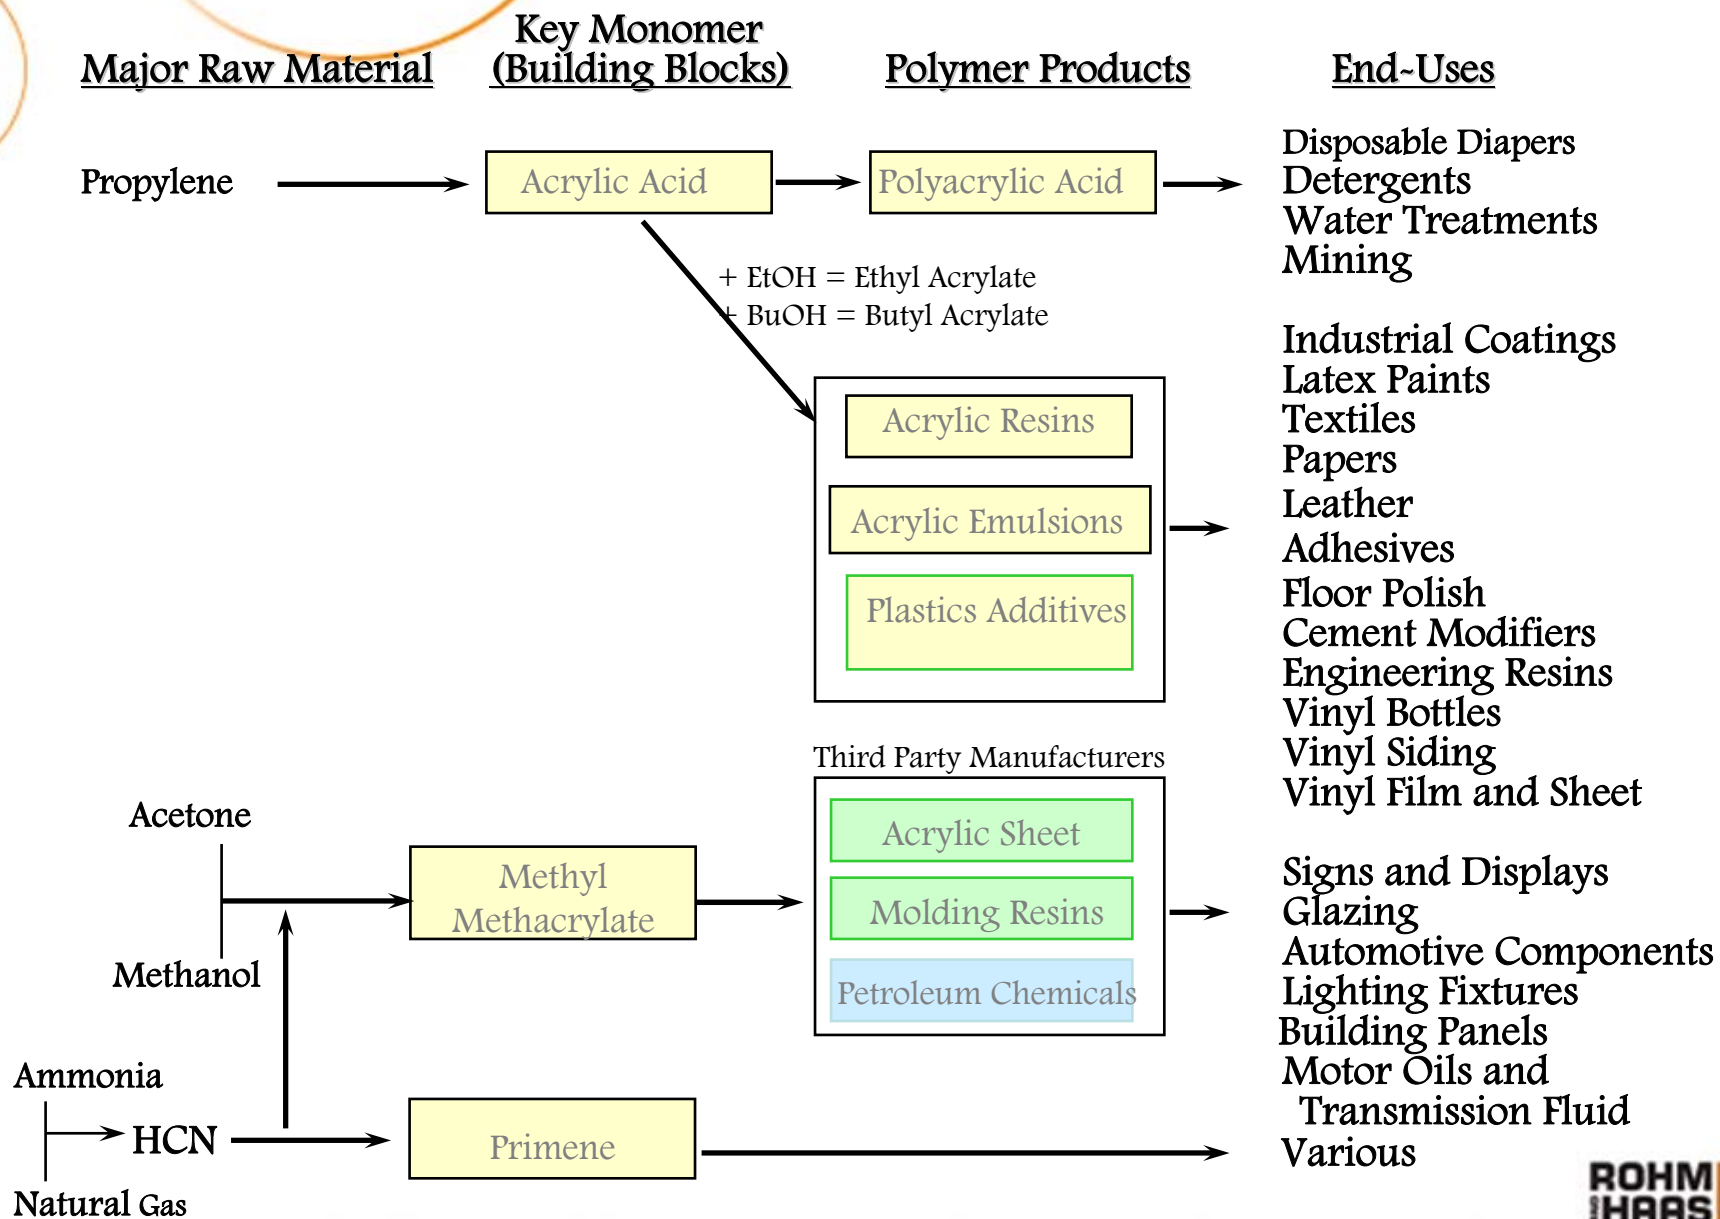 Key Monomer
Major Raw Material (Building Blocks) Polymer Products End-Uses
Propylene
Acrylic Acid
Polyacrylic Acid
Disposable Diapers
Detergents
Water Treatments
Mining
+ EtOH = Ethyl Acrylate
+ BuOH = Butyl Acrylate
Acrylic Resins
Acrylic Emulsions
Plastics Additives
Industrial Coatings
Latex Paints
Textiles
Papers
Leather
Adhesives
Floor Polish
Cement Modifiers
Engineering Resins
Vinyl Bottles
Vinyl Siding
Vinyl Film and Sheet
Third Party Manufacturers
Acetone
Methanol
Methyl
Methacrylate
Acrylic Sheet
Molding Resins
Petroleum Chemicals
Signs and Displays
Glazing
Automotive Components
Lighting Fixtures
Building Panels
Motor Oils and
Transmission Fluid
Ammonia
HCN
Natural Gas
Primene
Various
ROHM
AND HAAS